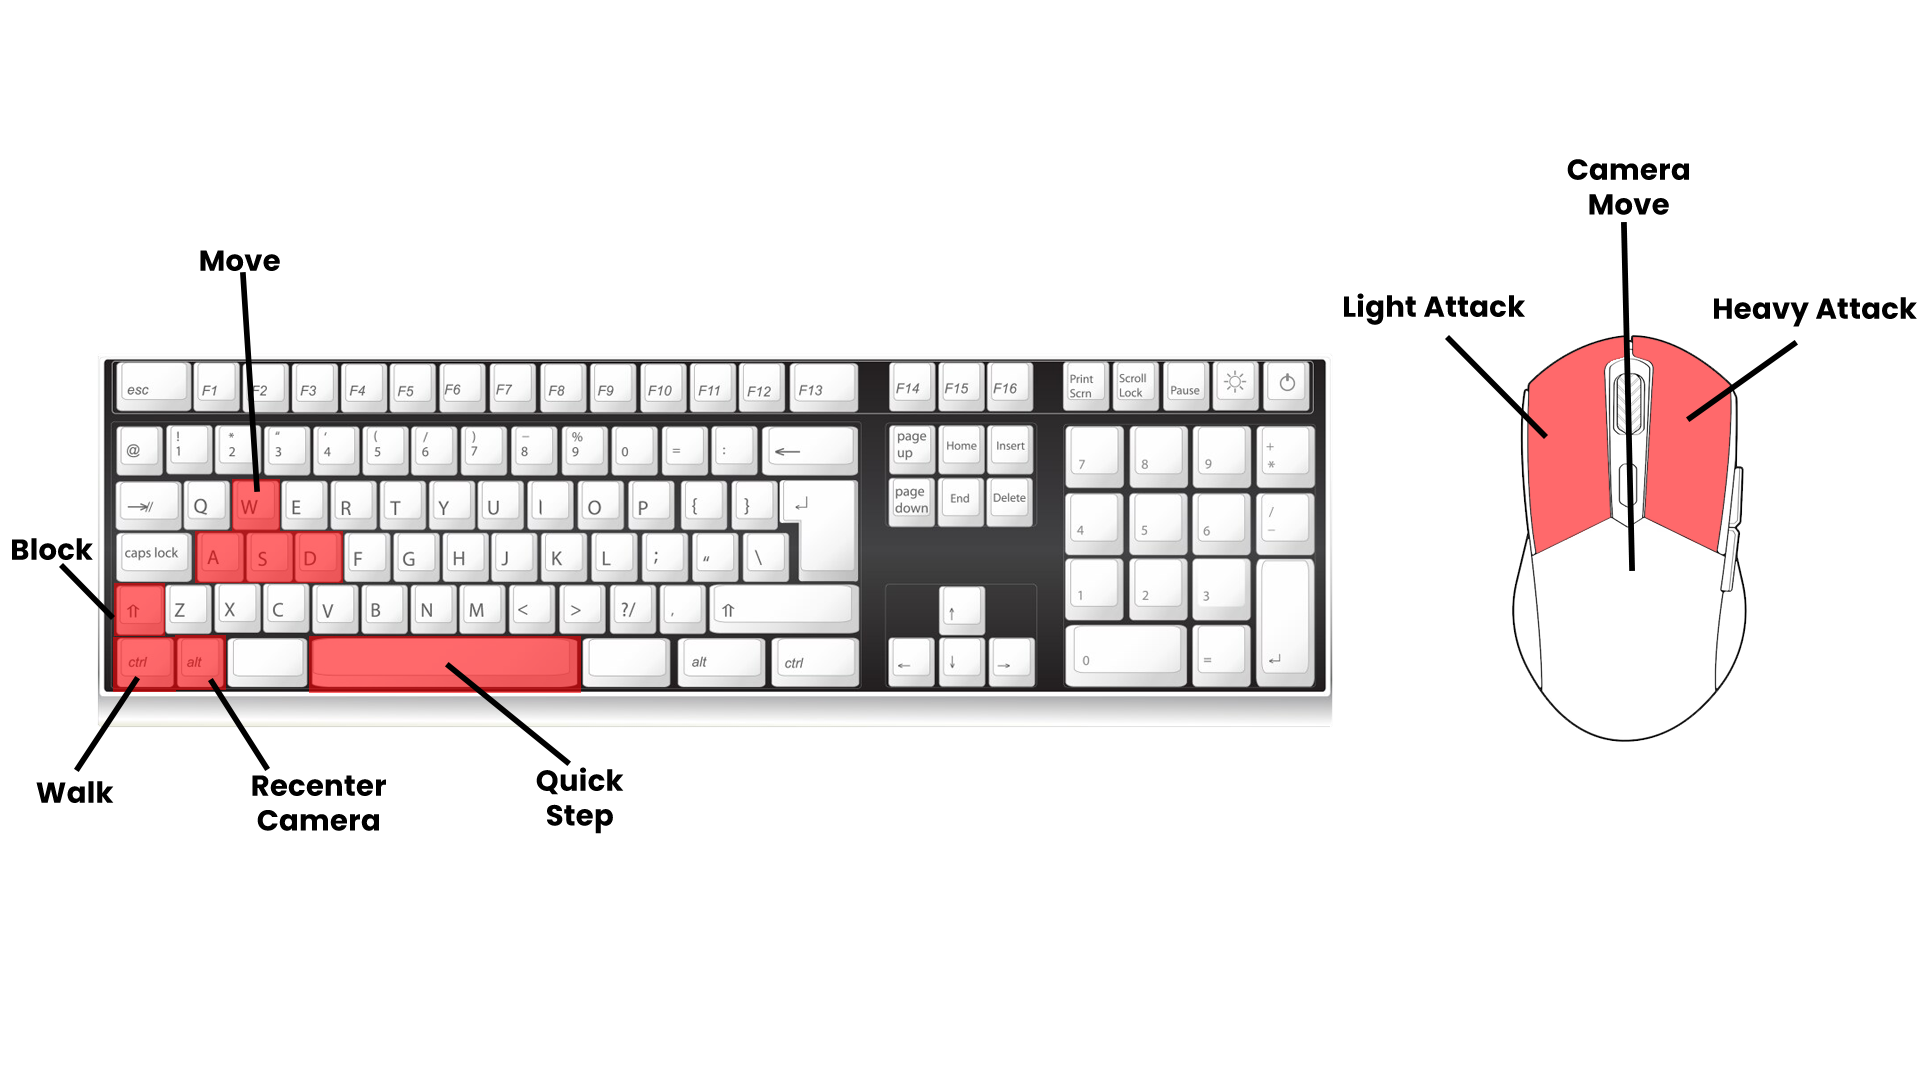 Camera
Move
Move
Light Attack
Heavy Attack
esc F1 F2 F3 F4 F5 F6 F7 F8 F9 F10 F11 F12 F13 F14 F15 F16 Print Scrn Scroll Lock Pause
@ ! 1 * 2 “ 3 ‘ 4 ( 5 / 6 ) 7 – 8 % 9 0 = : ← page up Home Insert 7 8 9 + *
Q W E R T Y U I O P { } ↵ page down End Delete 4 5 6 / –
Block
caps lock A S D F G H J K L ; “ \
⇧ Z X C V B N M < > ?/ , ⇧ ↑ 1 2 3
ctrl alt alt ctrl ← ↓ → 0 = ↵
Walk
Recenter
Camera
Quick
Step